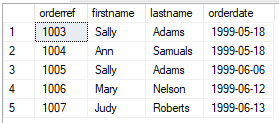 orderref firstname lastname orderdate
1 1003 Sally Adams 1999-05-18
2 1004 Ann Samuals 1999-05-18
3 1005 Sally Adams 1999-06-06
4 1006 Mary Nelson 1999-06-12
5 1007 Judy Roberts 1999-06-13